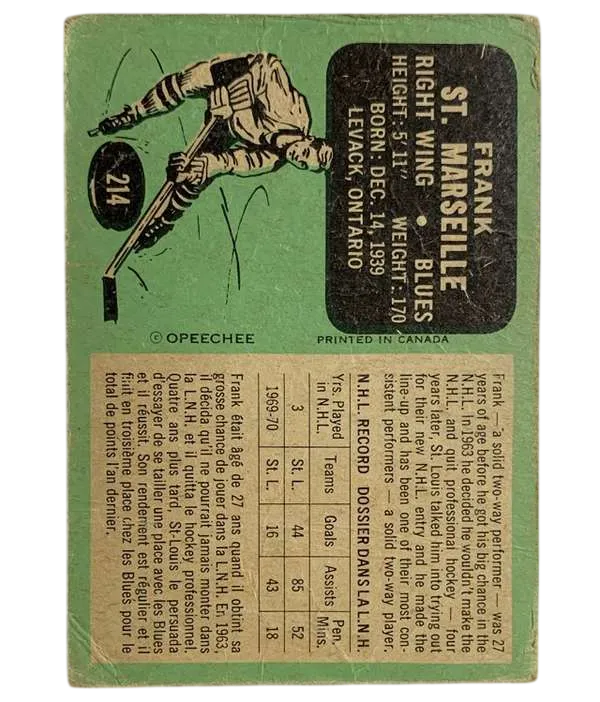 FRANK
ST. MARSEILLE
RIGHT WING • BLUES
HEIGHT: 5'11" WEIGHT: 170
BORN: DEC. 14, 1939
LEVACK, ONTARIO
214
© OPEECHEE
PRINTED IN CANADA
Frank — a solid two-way performer — was 27
years of age before he got his big chance in the
N.H.L. In 1963 he decided he wouldn't make the
N.H.L. and quit professional hockey — four
years later, St. Louis talked him into trying out
for their new N.H.L. entry and he made the
line-up and has been one of their most con-
sistent performers — a solid two-way player.
N.H.L. RECORD DOSSIER DANS LA L.N.H.
Yrs. Played in N.H.L. Teams Goals Assists Pen. Mins.
3 St. L. 44 85 52
1969-70 St. L. 16 43 18
Frank était âgé de 27 ans quand il obtint sa
grosse chance de jouer dans la L.N.H. En 1963,
il décida qu'il ne pourrait jamais monter dans
la L.N.H. et il quitta le hockey professionnel.
Quatre ans plus tard, St-Louis le persuada
d'essayer de se tailler une place avec les Blues
et il réussit. Son rendement est régulier et il
finit en troisième place chez les Blues pour le
total de points l'an dernier.